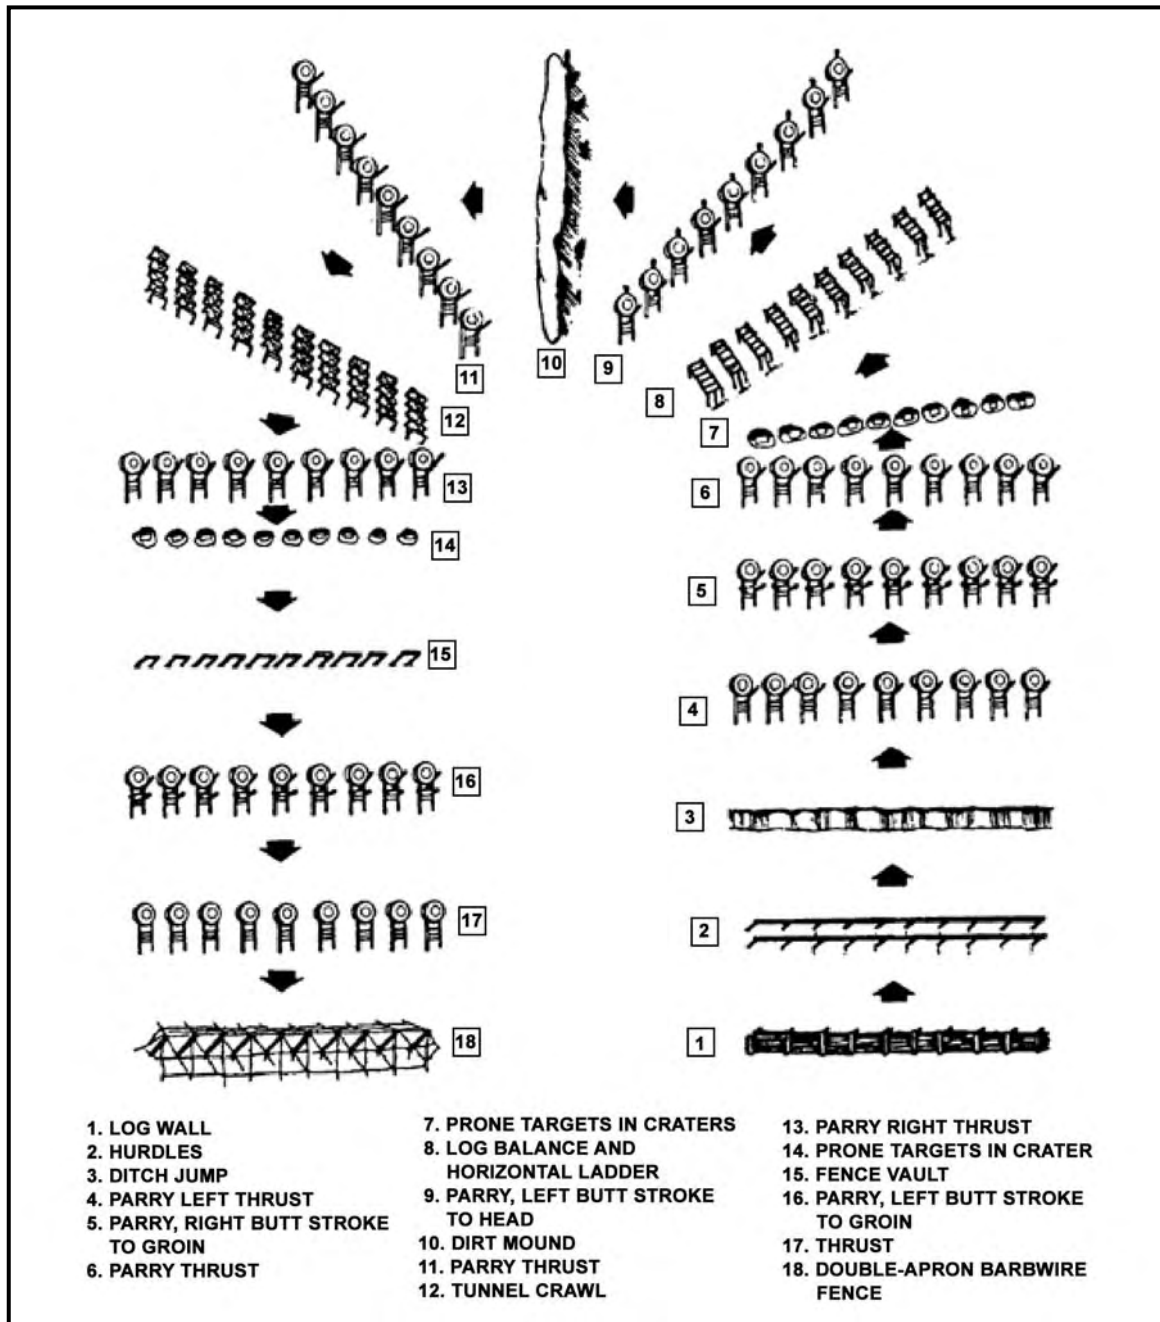 11
10
9
8
12
7
13
6
14
5
15
4
16
3
17
2
18
1
1. LOG WALL
2. HURDLES
3. DITCH JUMP
4. PARRY LEFT THRUST
5. PARRY, RIGHT BUTT STROKE
TO GROIN
6. PARRY THRUST
7. PRONE TARGETS IN CRATERS
8. LOG BALANCE AND
HORIZONTAL LADDER
9. PARRY, LEFT BUTT STROKE
TO HEAD
10. DIRT MOUND
11. PARRY THRUST
12. TUNNEL CRAWL
13. PARRY RIGHT THRUST
14. PRONE TARGETS IN CRATER
15. FENCE VAULT
16. PARRY, LEFT BUTT STROKE
TO GROIN
17. THRUST
18. DOUBLE-APRON BARBWIRE
FENCE